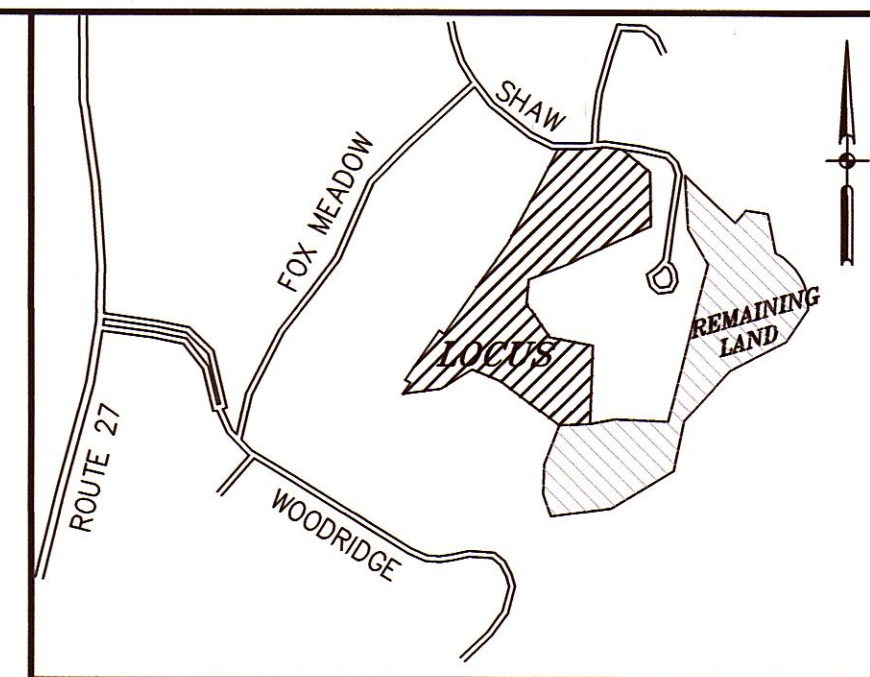 SHAW
FOX MEADOW
REMAINING
LAND
LOCUS
ROUTE 27
WOODRIDGE